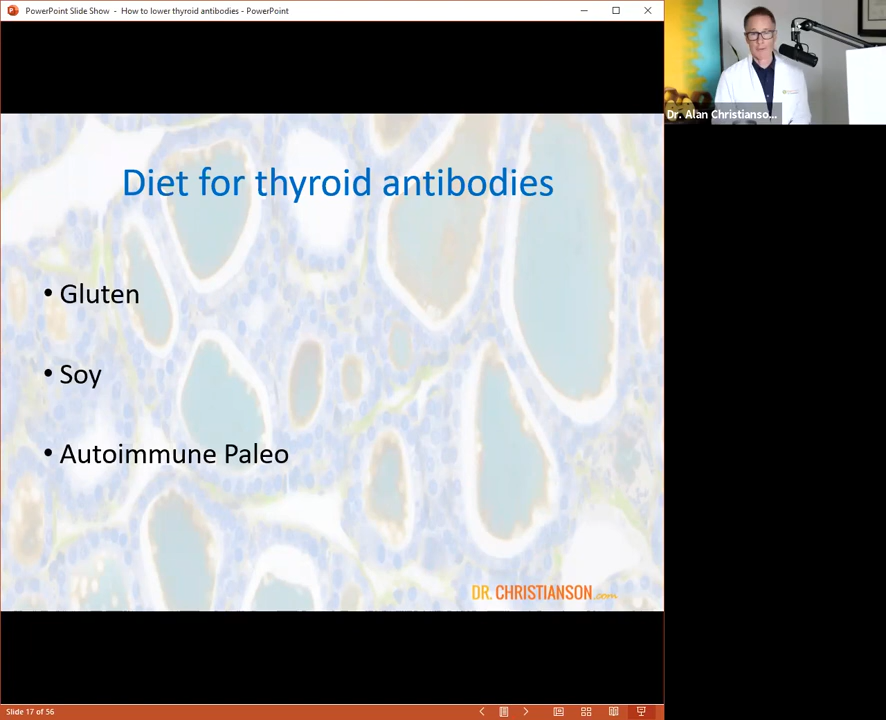 PowerPoint Slide Show - How to lower thyroid antibodies - PowerPoint
Dr. Alan Christianso...
Diet for thyroid antibodies
• Gluten
• Soy
• Autoimmune Paleo
DR. CHRISTIANSON.com
Slide 17 of 56